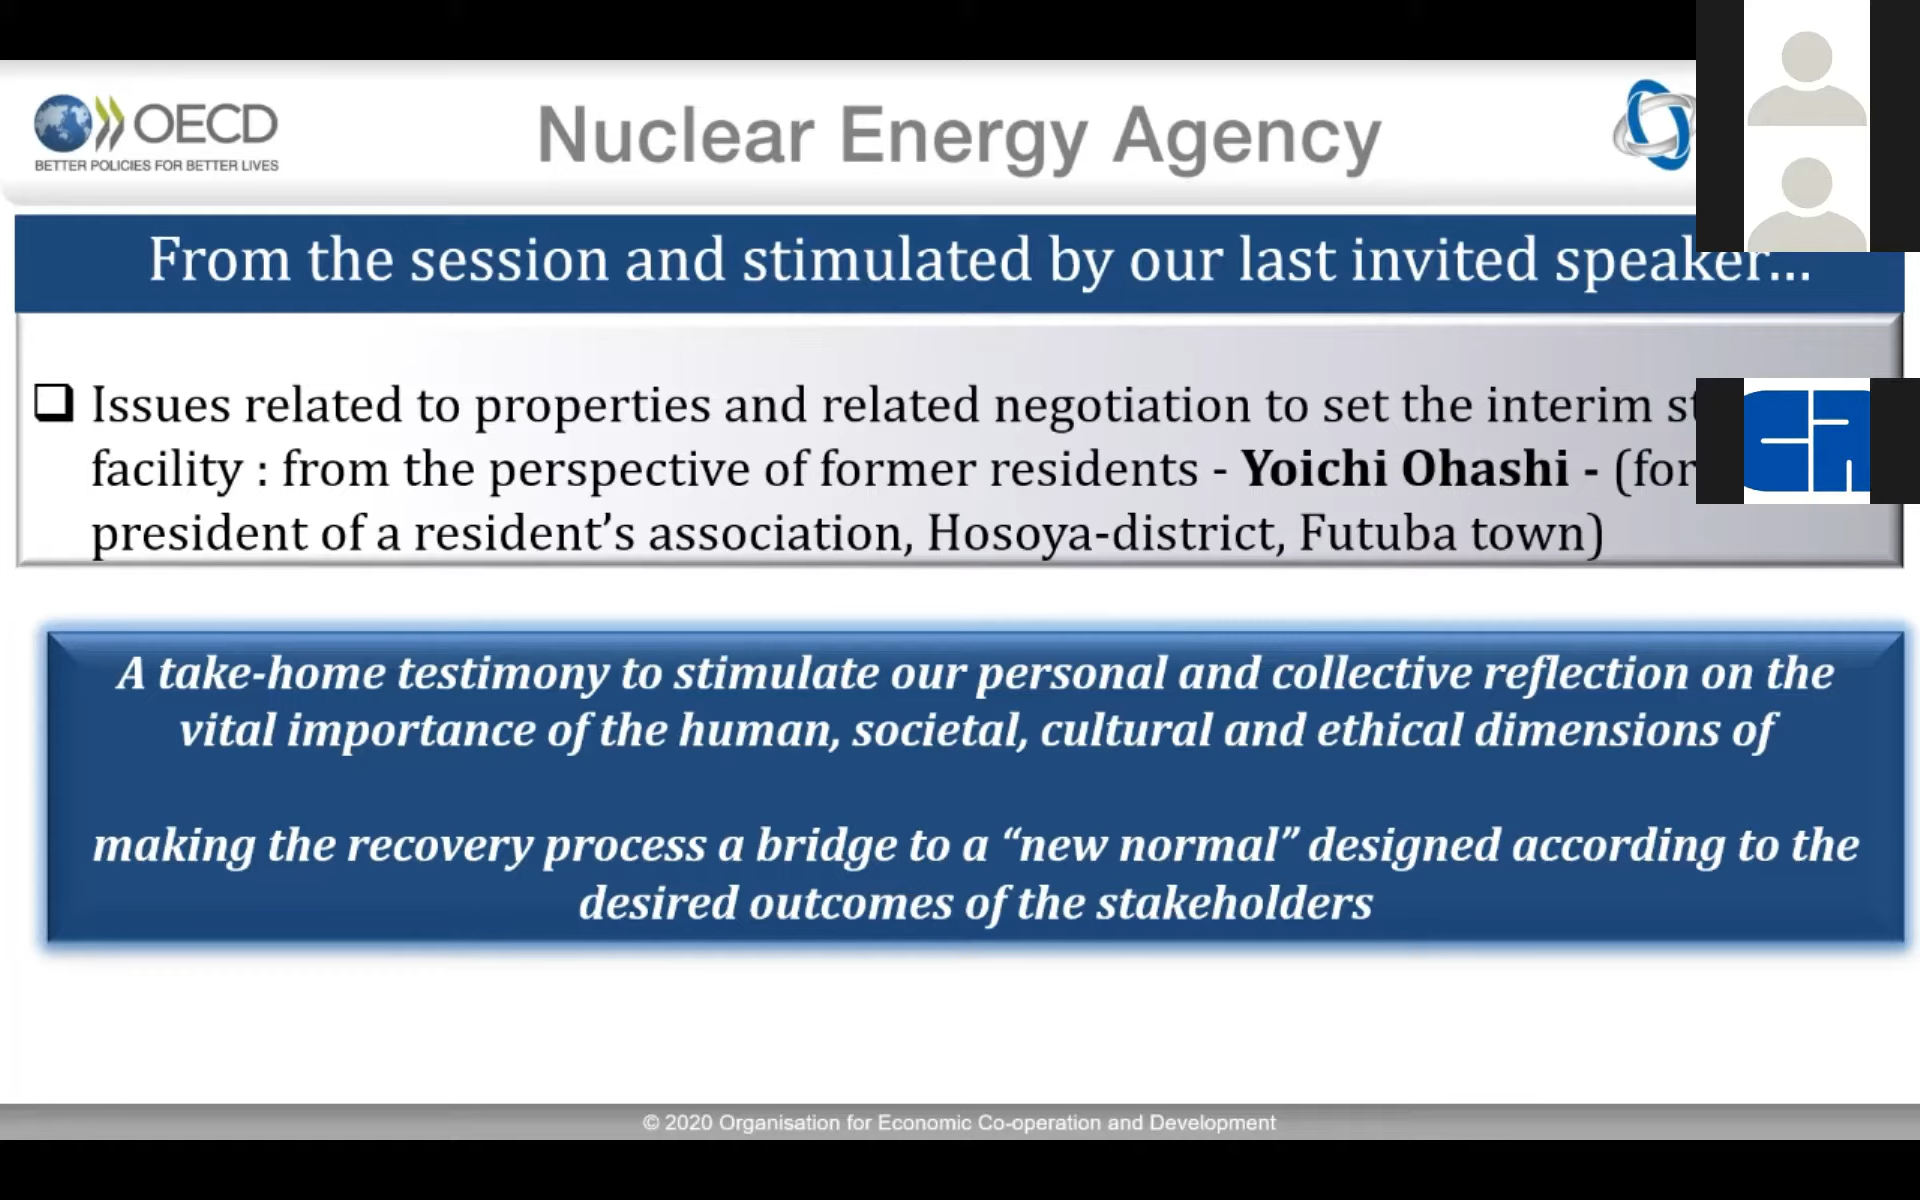 OECD
BETTER POLICIES FOR BETTER LIVES
Nuclear Energy Agency
From the session and stimulated by our last invited speaker...
Issues related to properties and related negotiation to set the interim
facility : from the perspective of former residents - Yoichi Ohashi -
president of a resident’s association, Hosoya-district, Futuba town)
A take-home testimony to stimulate our personal and collective reflection on the
vital importance of the human, societal, cultural and ethical dimensions of
making the recovery process a bridge to a “new normal” designed according to the
desired outcomes of the stakeholders
© 2020 Organisation for Economic Co-operation and Development